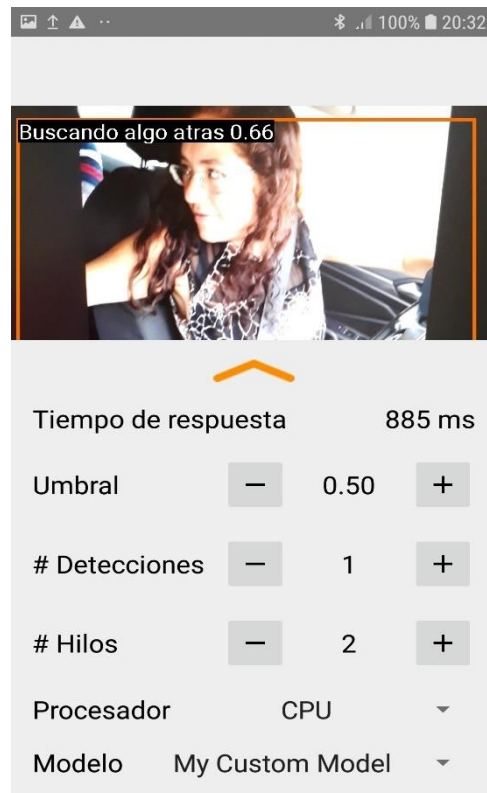 100% 20:32
Buscando algo atras 0.66
Tiempo de respuesta 885 ms
Umbral − 0.50 +
# Detecciones − 1 +
# Hilos − 2 +
Procesador CPU
Modelo My Custom Model